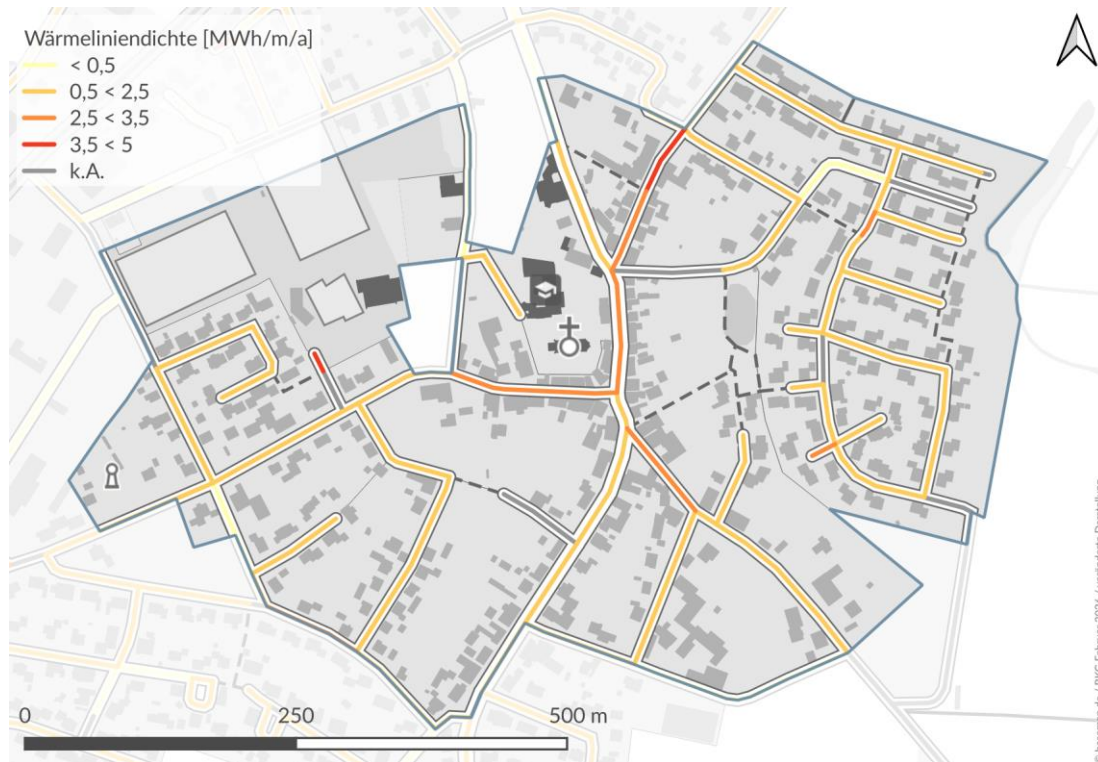 Wärmeliniendichte [MWh/m/a]
< 0,5
0,5 < 2,5
2,5 < 3,5
3,5 < 5
k.A.
0 250 500 m